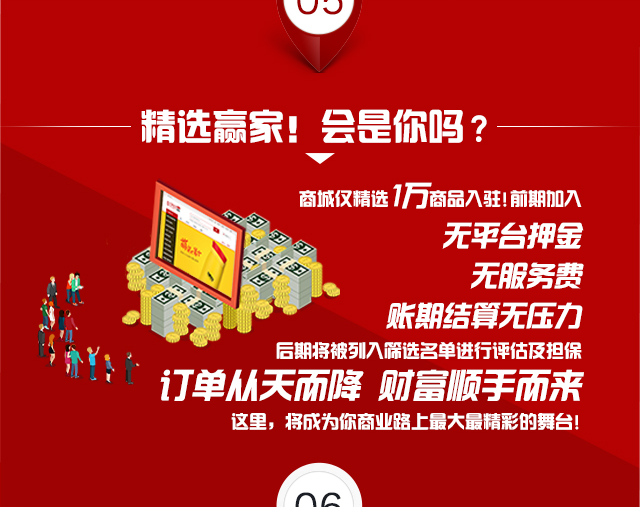 05
精选赢家！会是你吗？
商城仅精选1万商品入驻！前期加入
无平台押金
无服务费
账期结算无压力
后期将被列入筛选名单进行评估及担保
订单从天而降 财富顺手而来
这里，将成为你商业路上最大最精彩的舞台！
06